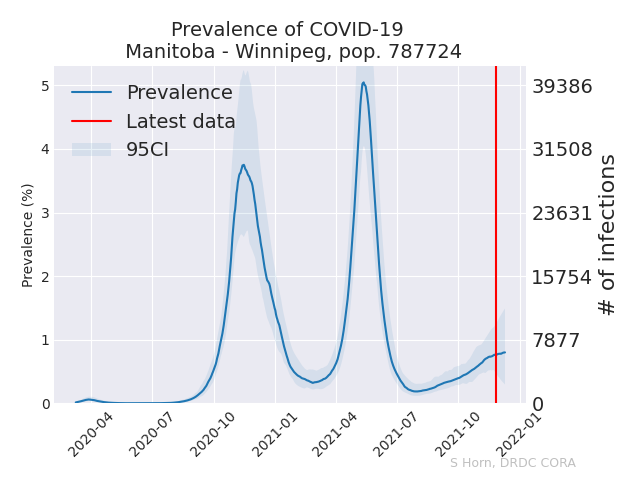 Prevalence of COVID-19
Manitoba - Winnipeg, pop. 787724
Prevalence
Latest data
95CI
Prevalence (%)
5
4
3
2
1
0
39386
31508
23631
15754
7877
0
# of infections
2020-04
2020-07
2020-10
2021-01
2021-04
2021-07
2021-10
2022-01
S Horn, DRDC CORA